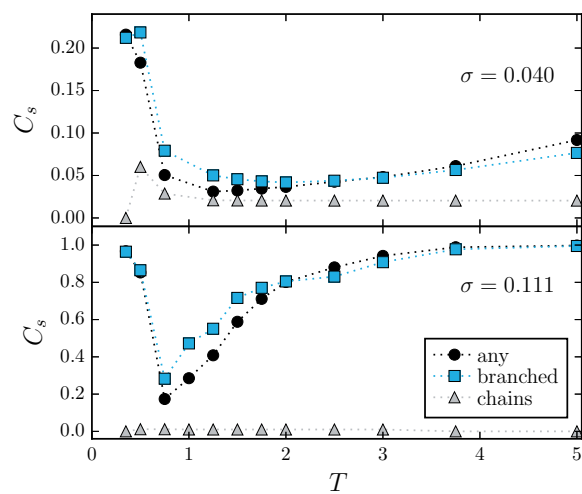 0.20
0.15
0.10
0.05
0.00
C_s
σ = 0.040
1.0
0.8
0.6
0.4
0.2
0.0
C_s
σ = 0.111
any
branched
chains
0 1 2 3 4 5
T